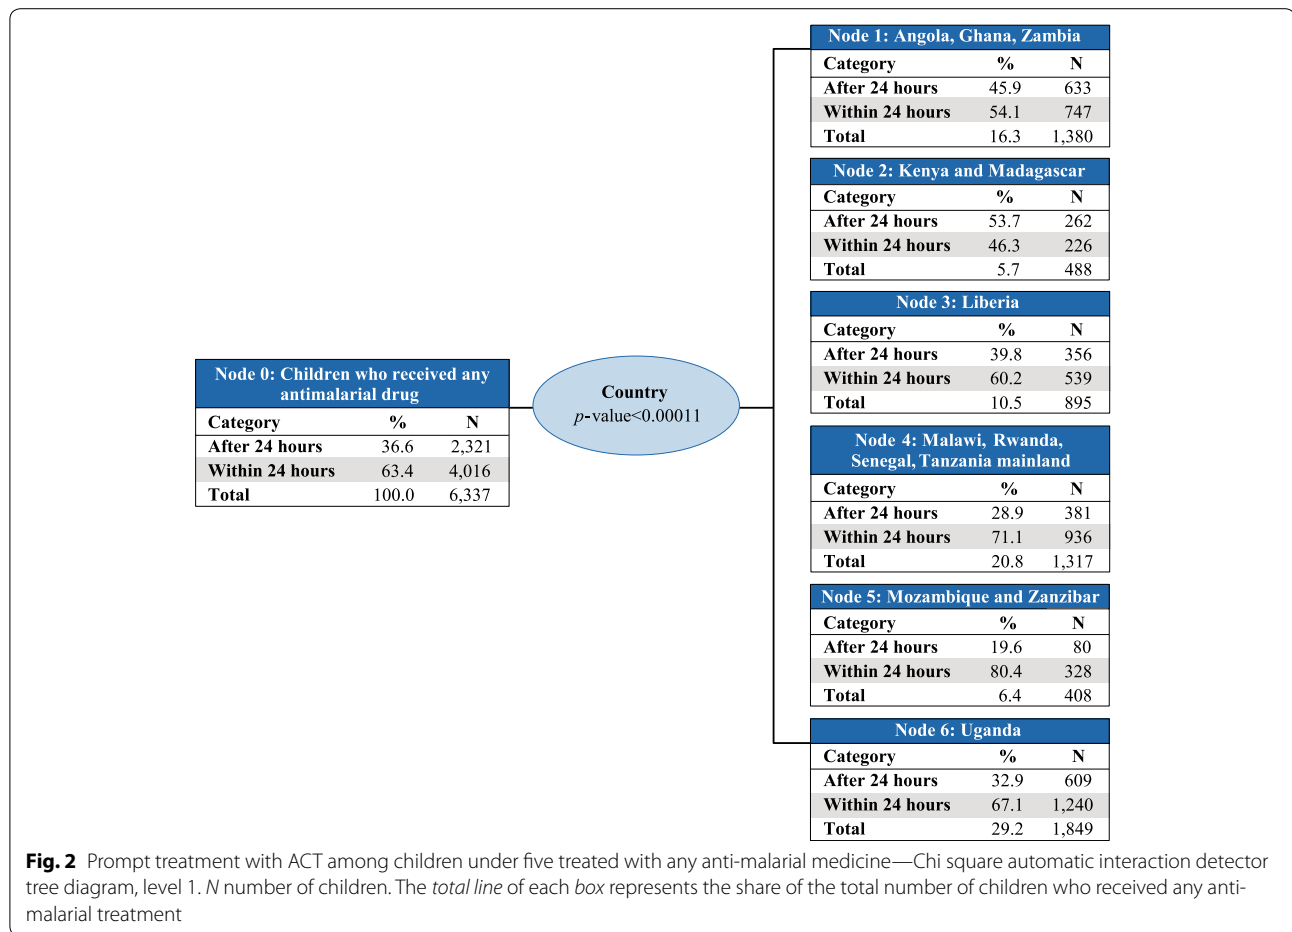 Node 1: Angola, Ghana, Zambia
Category % N
After 24 hours 45.9 633
Within 24 hours 54.1 747
Total 16.3 1,380
Node 2: Kenya and Madagascar
Category % N
After 24 hours 53.7 262
Within 24 hours 46.3 226
Total 5.7 488
Node 3: Liberia
Category % N
After 24 hours 39.8 356
Within 24 hours 60.2 539
Total 10.5 895
Node 0: Children who received any
antimalarial drug
Category % N
After 24 hours 36.6 2,321
Within 24 hours 63.4 4,016
Total 100.0 6,337
Country
p-value<0.00011
Node 4: Malawi, Rwanda,
Senegal, Tanzania mainland
Category % N
After 24 hours 28.9 381
Within 24 hours 71.1 936
Total 20.8 1,317
Node 5: Mozambique and Zanzibar
Category % N
After 24 hours 19.6 80
Within 24 hours 80.4 328
Total 6.4 408
Node 6: Uganda
Category % N
After 24 hours 32.9 609
Within 24 hours 67.1 1,240
Total 29.2 1,849
Fig. 2 Prompt treatment with ACT among children under five treated with any anti-malarial medicine—Chi square automatic interaction detector
tree diagram, level 1. N number of children. The total line of each box represents the share of the total number of children who received any anti-
malarial treatment